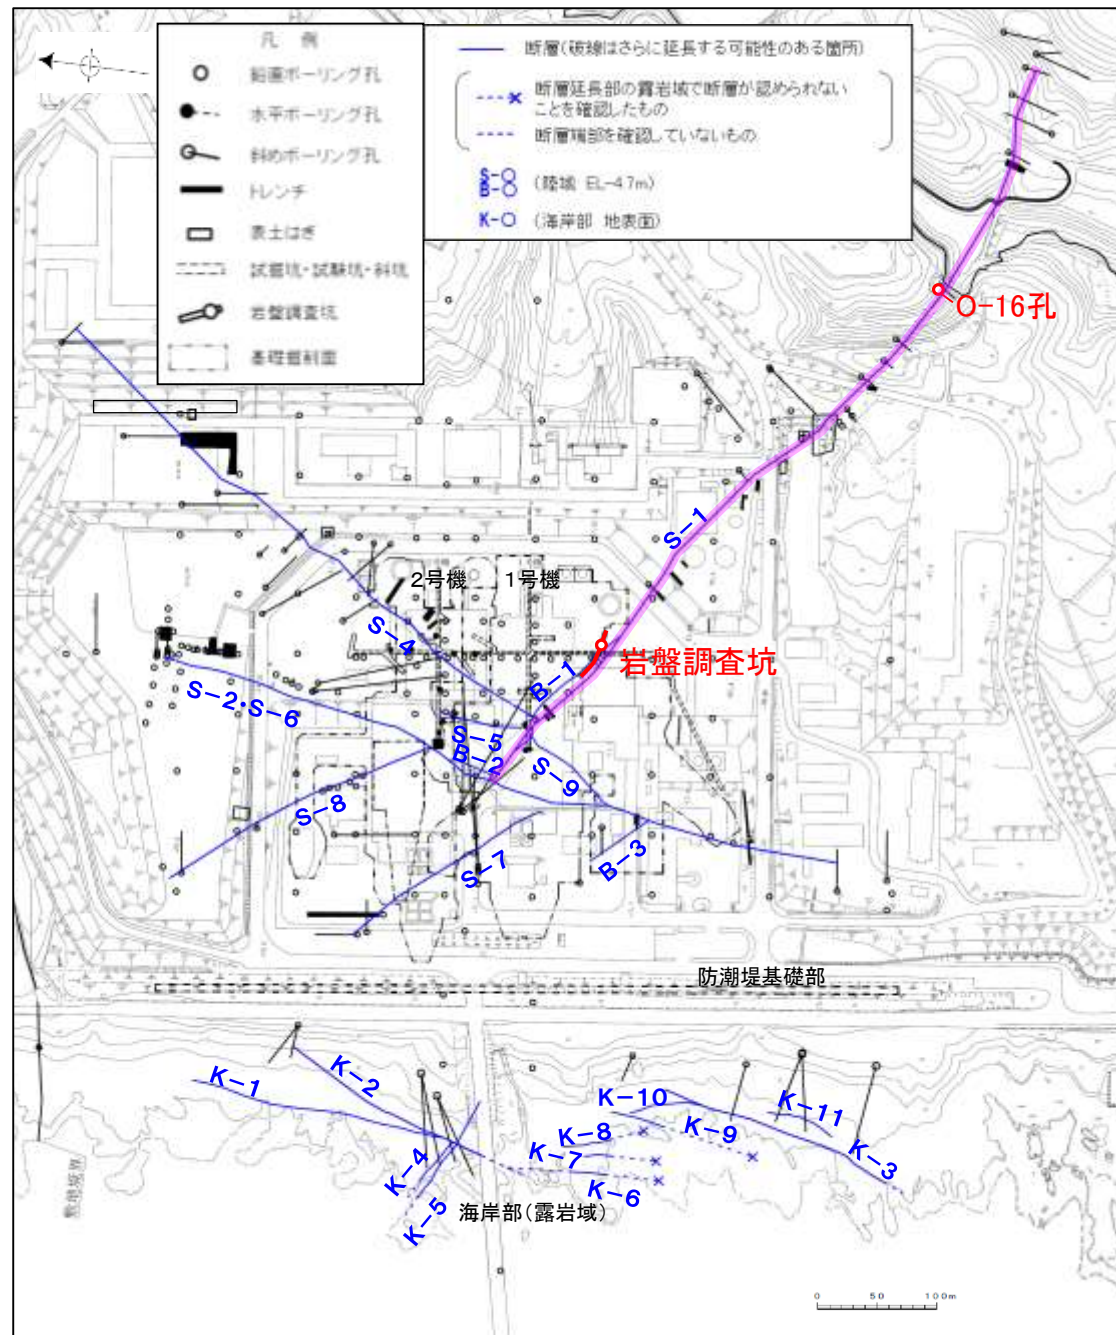 凡 例
鉛直ボーリング孔
水平ボーリング孔
斜めボーリング孔
トレンチ
表土はぎ
試掘坑・試験坑・斜坑
岩盤調査坑
基礎掘削面
断層(破線はさらに延長する可能性のある箇所)
断層延長部の露岩域で断層が認められない
ことを確認したもの
断層端部を確認していないもの
S-○
B-○
(陸域 EL-4.7m)
K-○
(海岸部 地表面)
O-16孔
S-1
2号機
1号機
S-4
岩盤調査坑
B-1
S-2・S-6
S-5
B-2
S-9
S-8
S-7
B-3
防潮堤基礎部
K-1
K-2
K-10
K-11
K-8
K-9
K-4
K-7
K-3
K-6
K-5
敷地境界
海岸部(露岩域)
0 50 100m